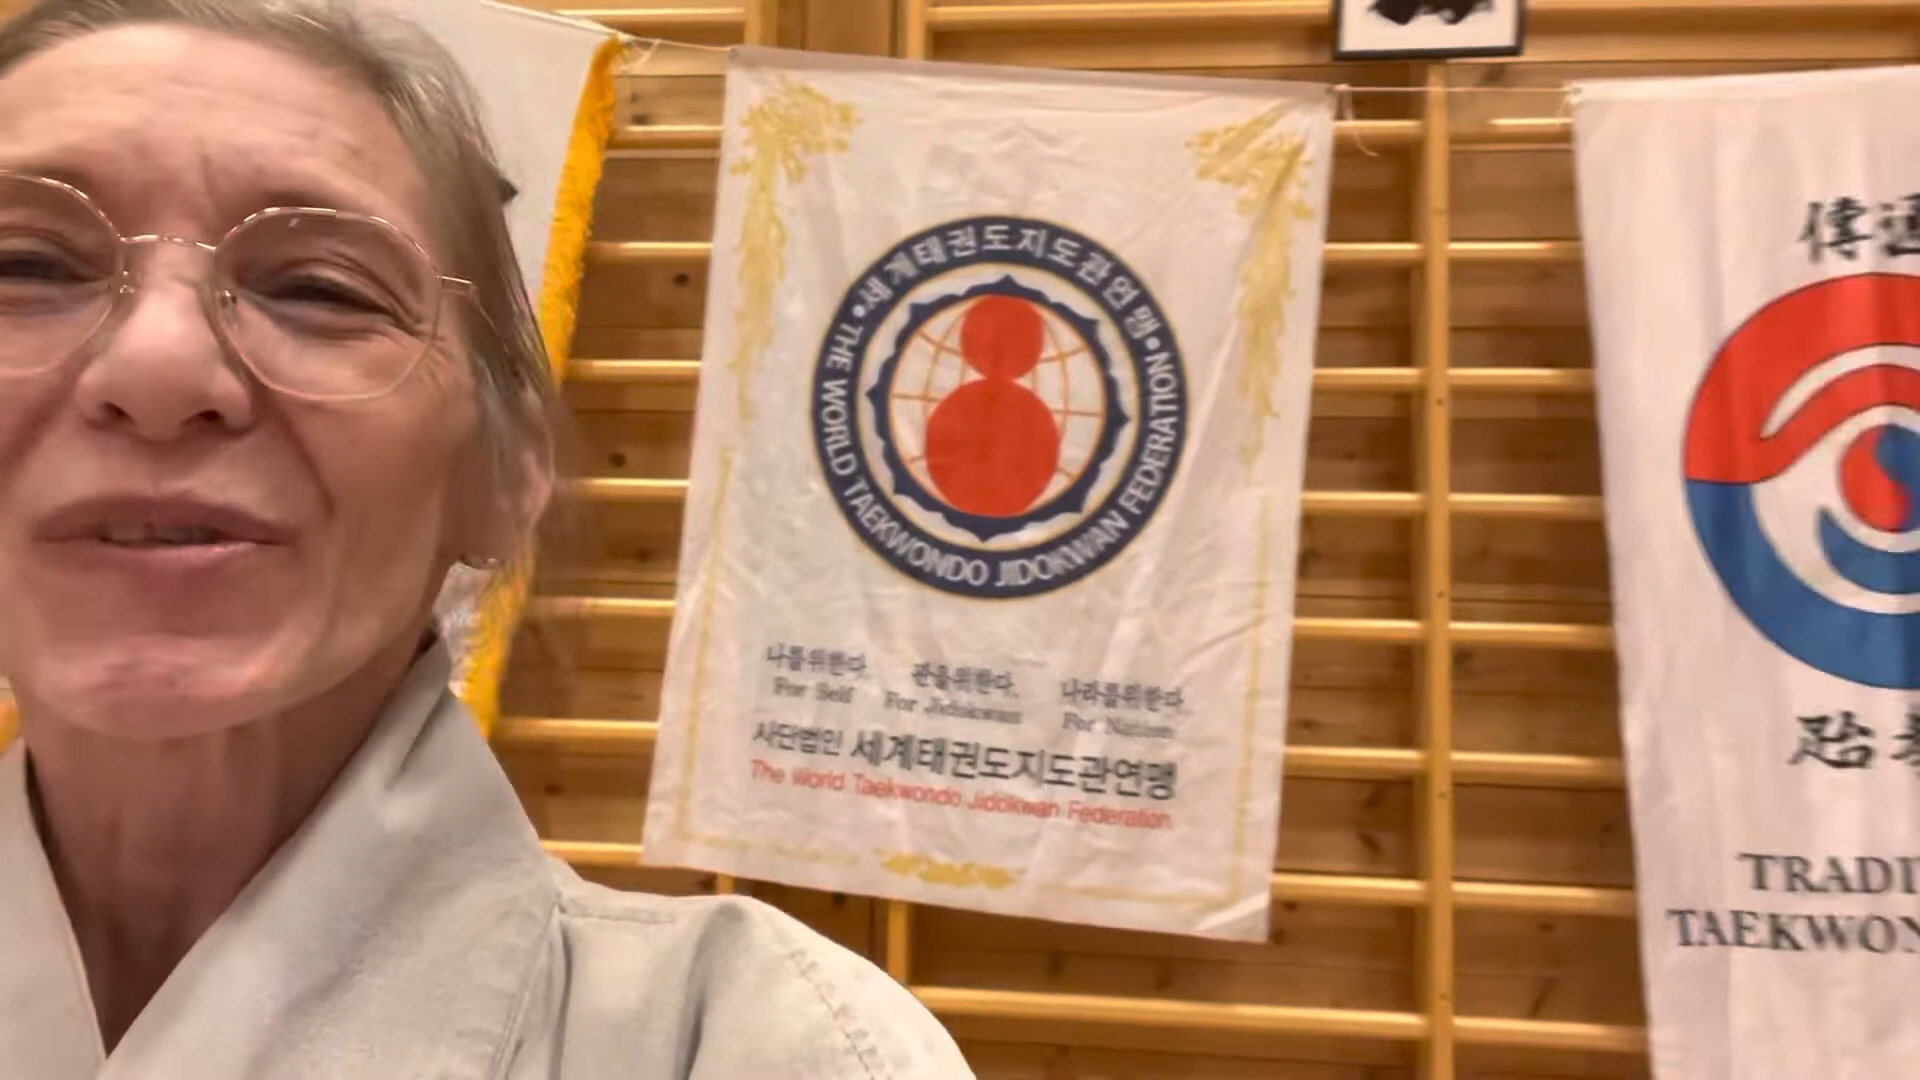 세계태권도지도관연맹
THE WORLD TAEKWONDO JIDOKWAN FEDERATION
나를위한다. 관을위한다. 나라를위한다.
For Self For Jidokwan For Nation
사단법인 세계태권도지도관연맹
The World Taekwondo Jidokwan Federation
傳通
跆拳
TRADI
TAEKWON